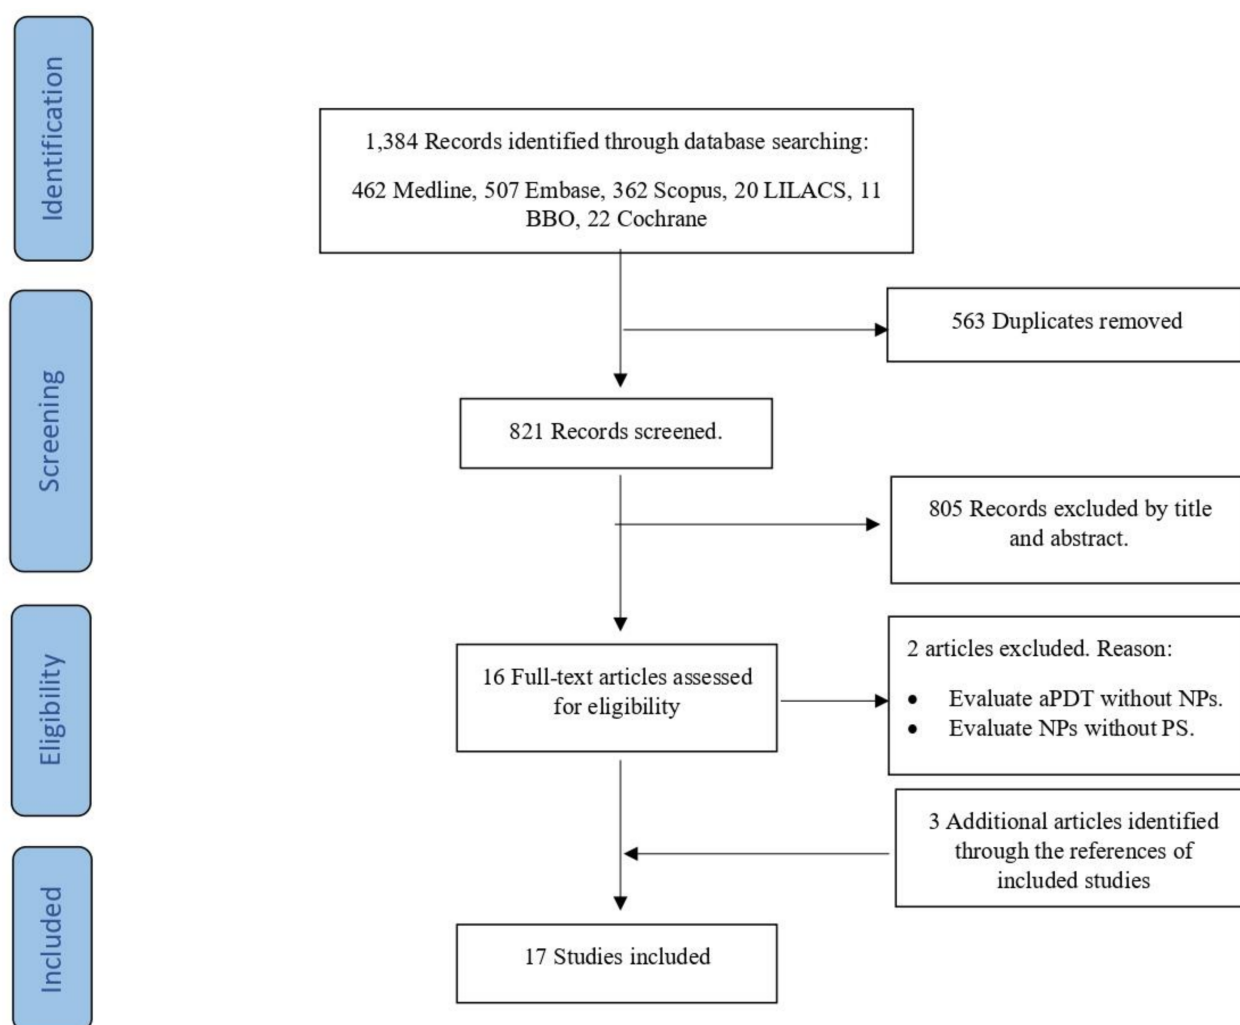 Identification
1,384 Records identified through database searching:
462 Medline, 507 Embase, 362 Scopus, 20 LILACS, 11
BBO, 22 Cochrane
563 Duplicates removed
Screening
821 Records screened.
805 Records excluded by title
and abstract.
Eligibility
16 Full-text articles assessed
for eligibility
2 articles excluded. Reason:
• Evaluate aPDT without NPs.
• Evaluate NPs without PS.
3 Additional articles identified
through the references of
included studies
Included
17 Studies included